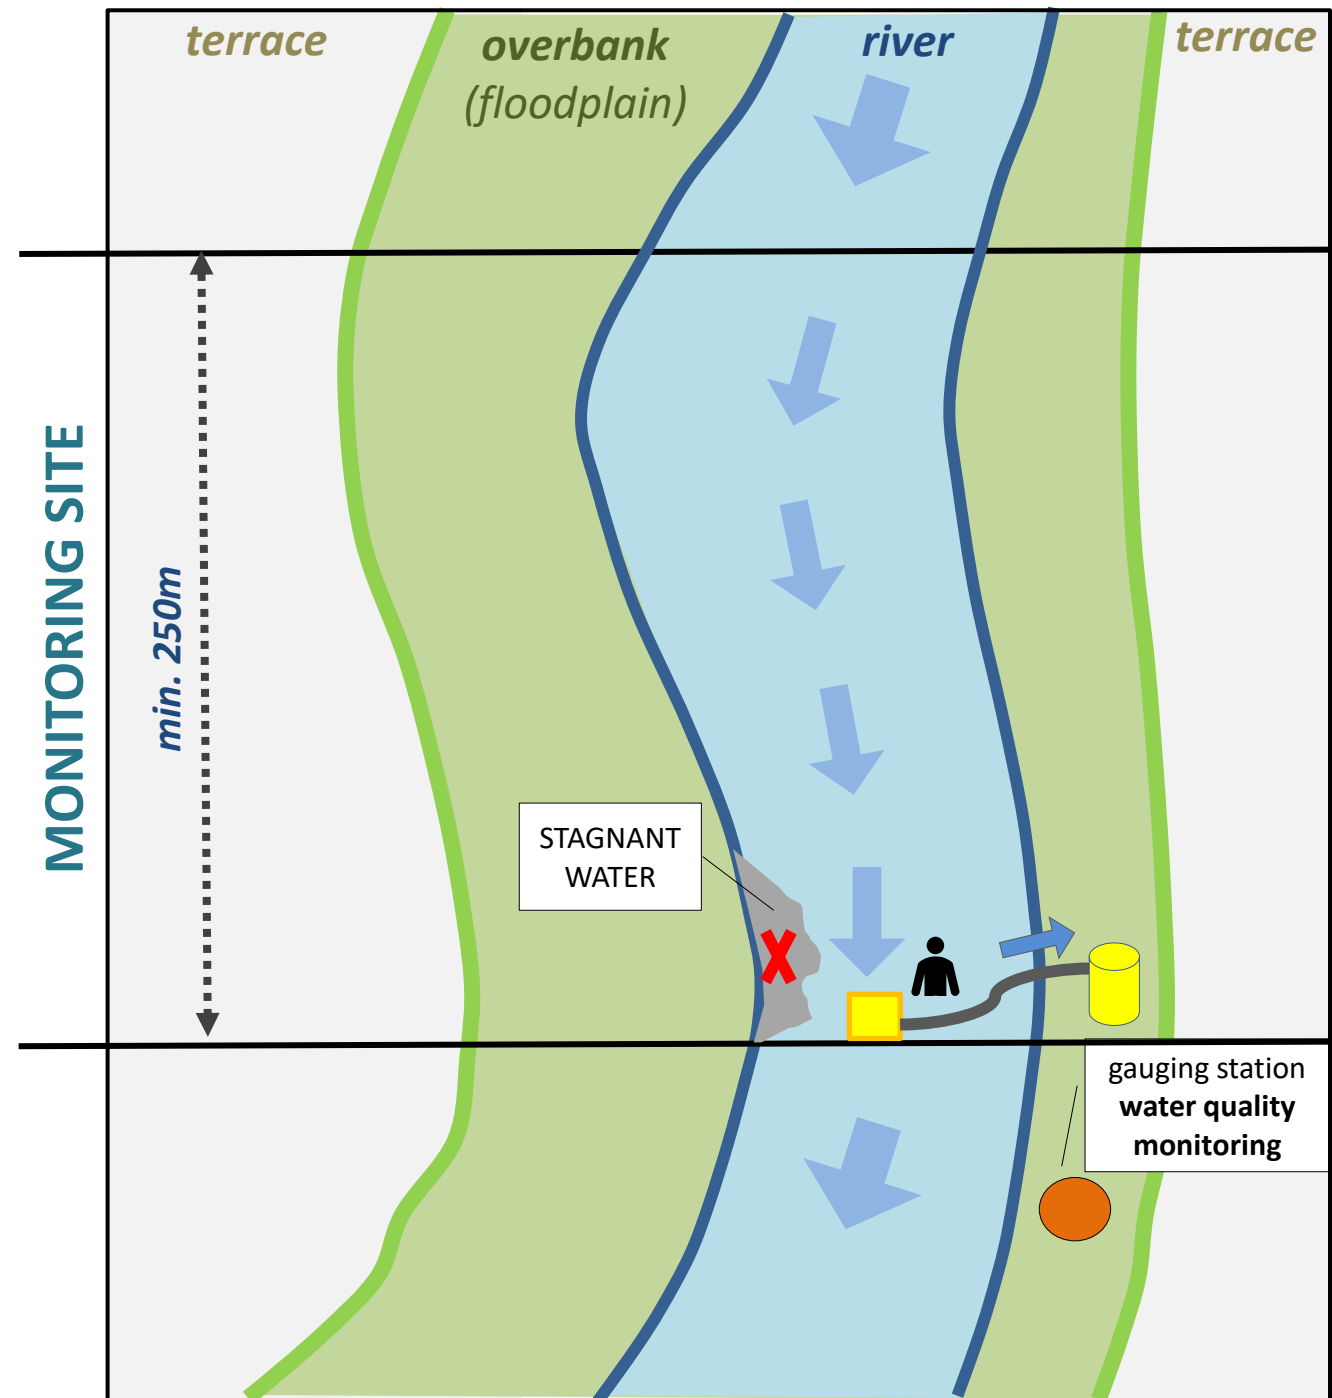 terrace
overbank
(floodplain)
river
terrace
MONITORING SITE
min. 250m
STAGNANT
WATER
gauging station
water quality
monitoring